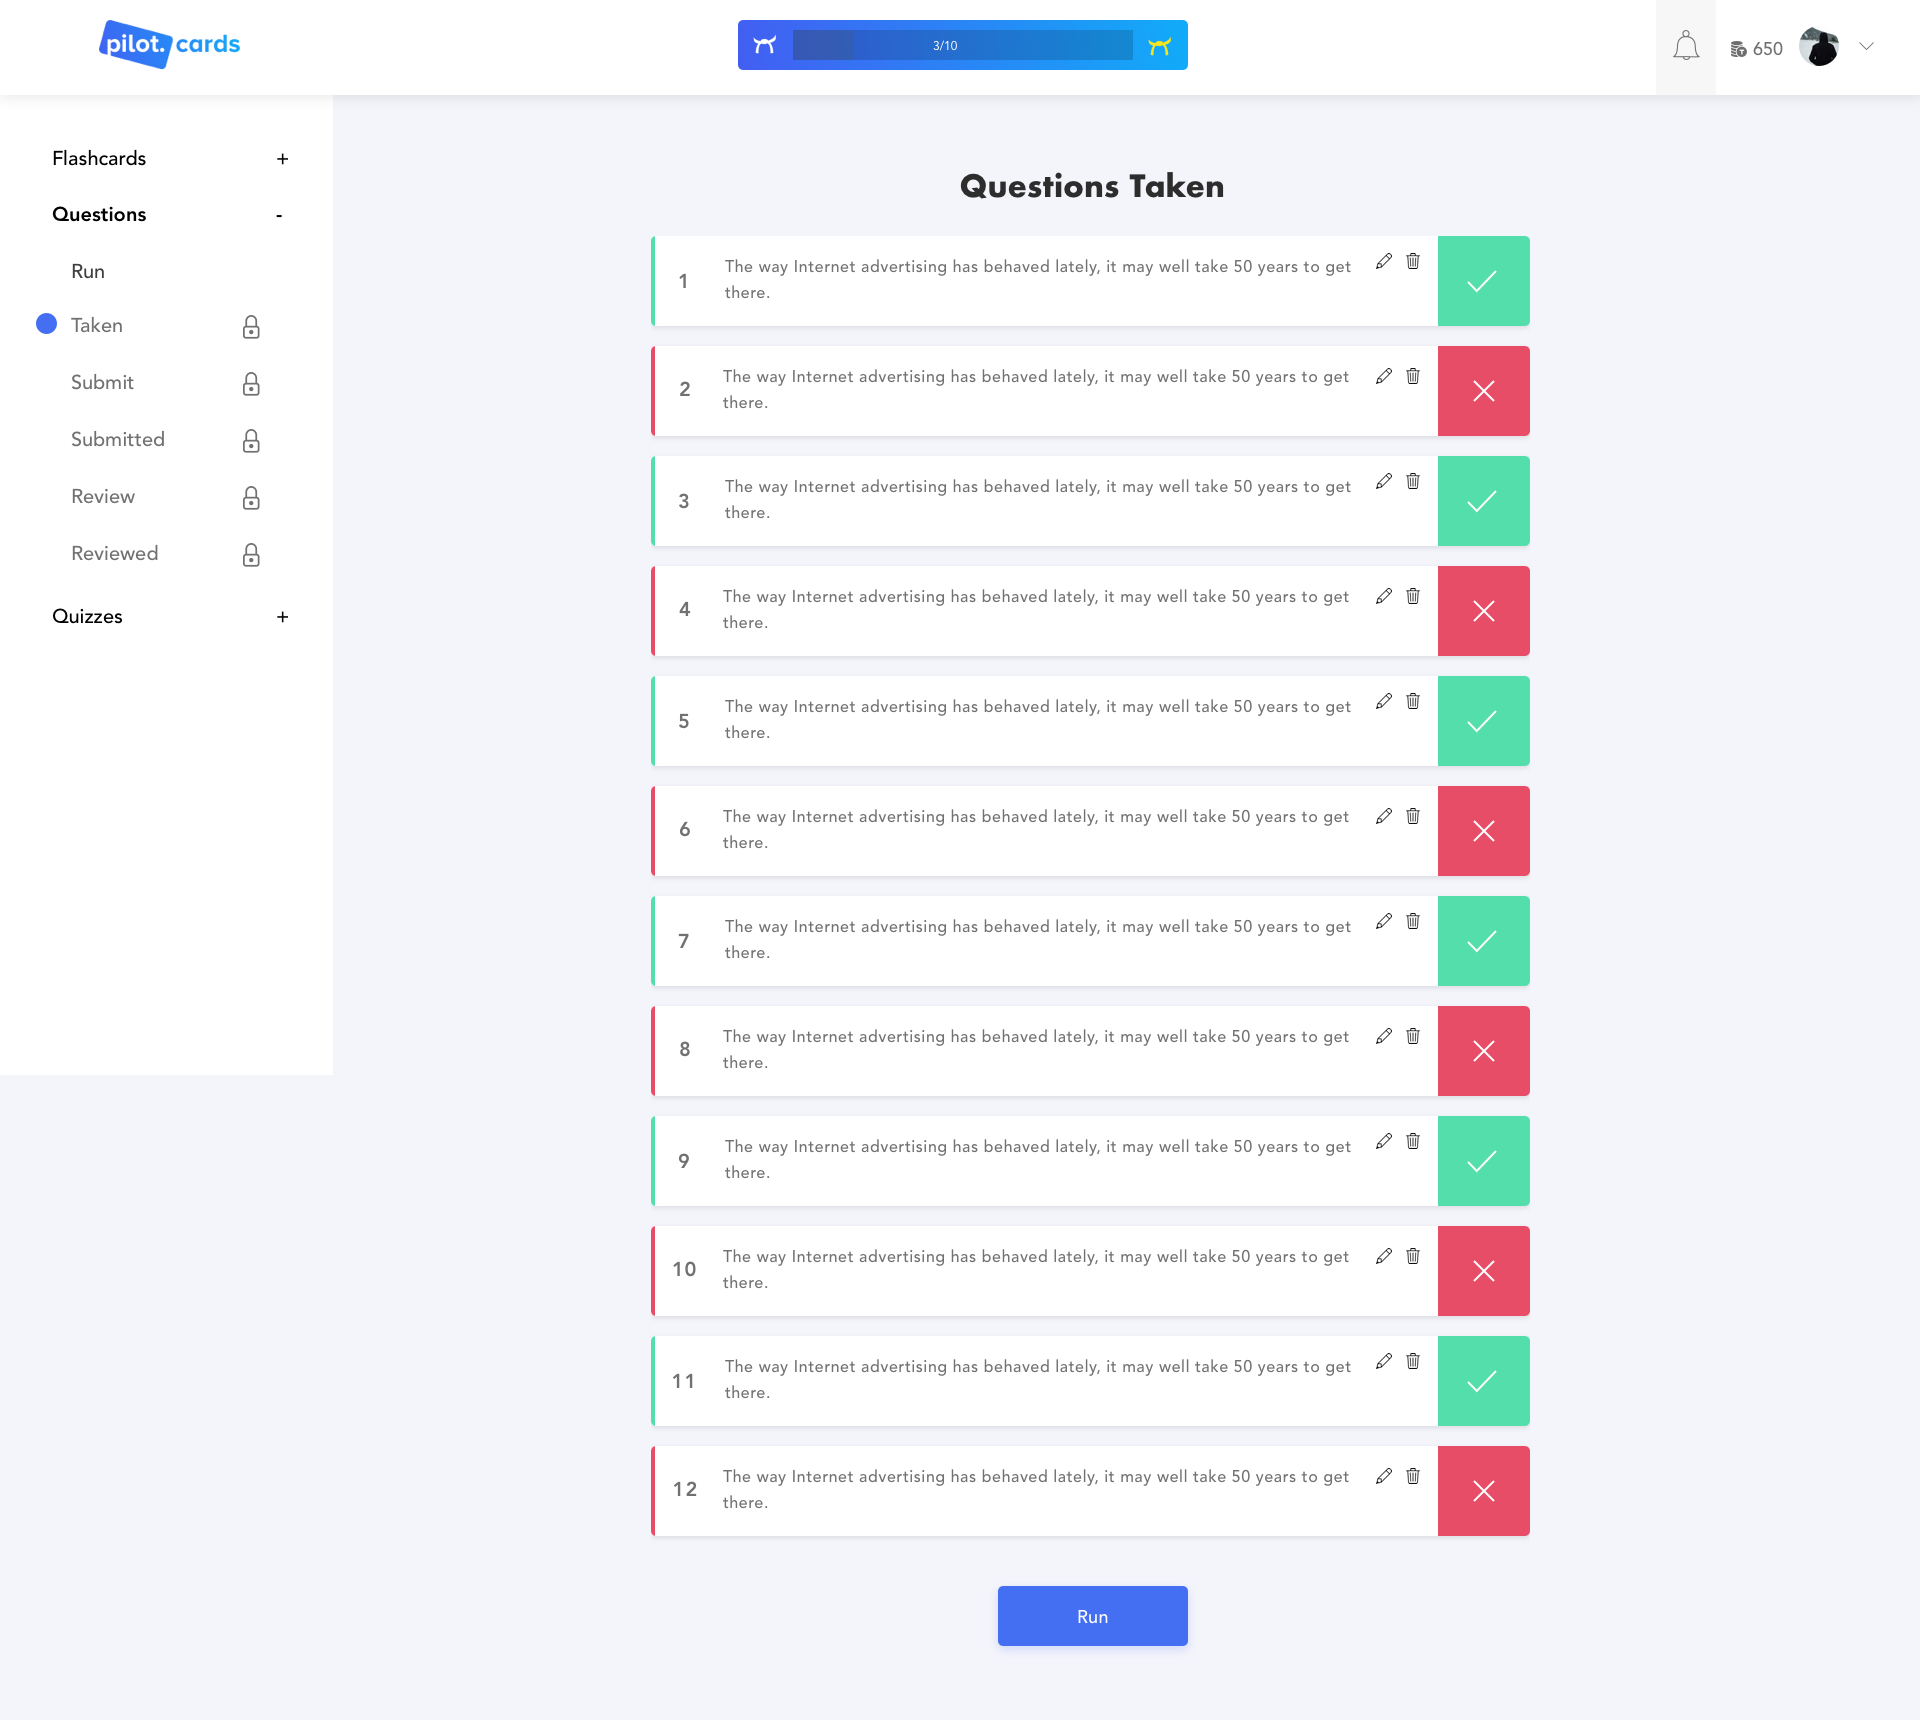 pilot. cards
3/10
650
Flashcards +
Questions -
Run
Taken
Submit
Submitted
Review
Reviewed
Quizzes +
Questions Taken
1 The way Internet advertising has behaved lately, it may well take 50 years to get
there.
2 The way Internet advertising has behaved lately, it may well take 50 years to get
there.
3 The way Internet advertising has behaved lately, it may well take 50 years to get
there.
4 The way Internet advertising has behaved lately, it may well take 50 years to get
there.
5 The way Internet advertising has behaved lately, it may well take 50 years to get
there.
6 The way Internet advertising has behaved lately, it may well take 50 years to get
there.
7 The way Internet advertising has behaved lately, it may well take 50 years to get
there.
8 The way Internet advertising has behaved lately, it may well take 50 years to get
there.
9 The way Internet advertising has behaved lately, it may well take 50 years to get
there.
10 The way Internet advertising has behaved lately, it may well take 50 years to get
there.
11 The way Internet advertising has behaved lately, it may well take 50 years to get
there.
12 The way Internet advertising has behaved lately, it may well take 50 years to get
there.
Run